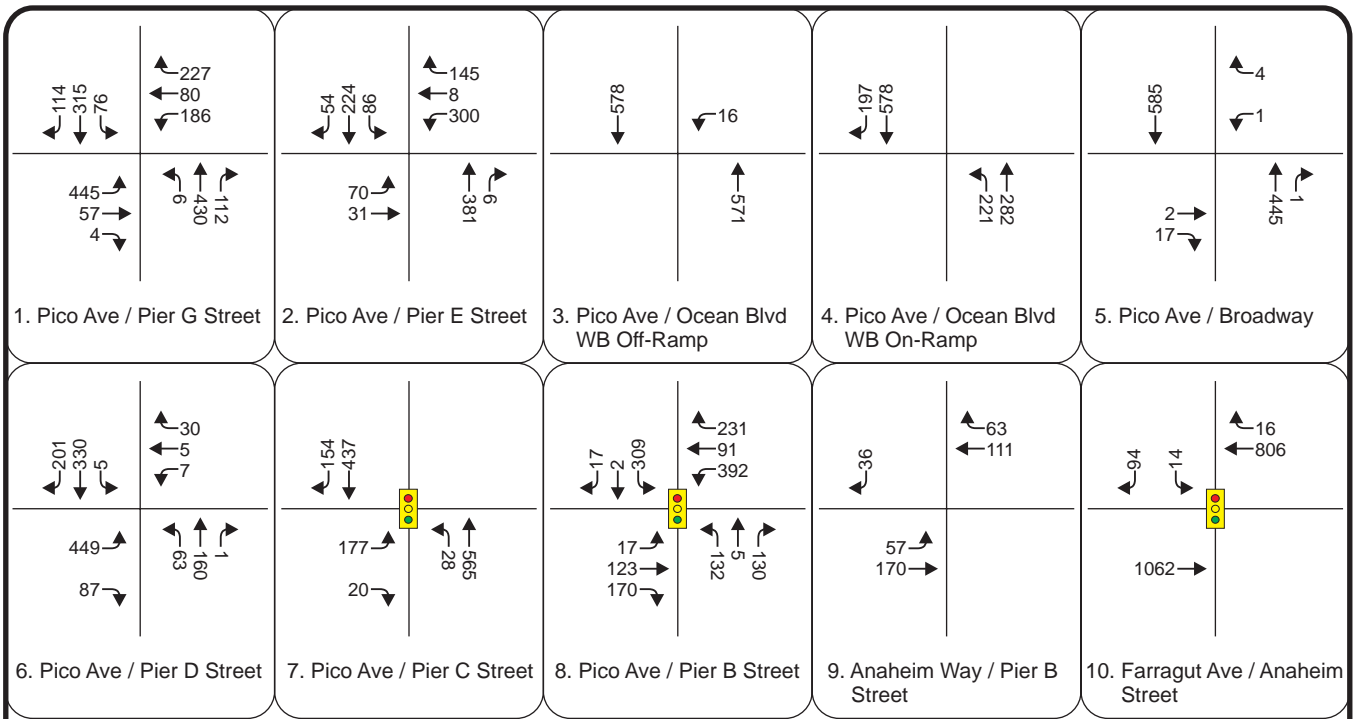 114 315 76
227
80
186
445
57
4
6 430 112
1. Pico Ave / Pier G Street
54 224 86
145
8
300
70
31
381 6
2. Pico Ave / Pier E Street
578
16
571
3. Pico Ave / Ocean Blvd
WB Off-Ramp
197 578
221 282
4. Pico Ave / Ocean Blvd
WB On-Ramp
585
4
1
2
17
445 1
5. Pico Ave / Broadway
201 330 5
30
5
7
449
87
63 160 1
6. Pico Ave / Pier D Street
154 437
177
20
28 565
7. Pico Ave / Pier C Street
17 2 309
231
91
392
17
123
170
132 5 130
8. Pico Ave / Pier B Street
36
63
111
57
170
9. Anaheim Way / Pier B
Street
94 14
16
806
1062
10. Farragut Ave / Anaheim
Street